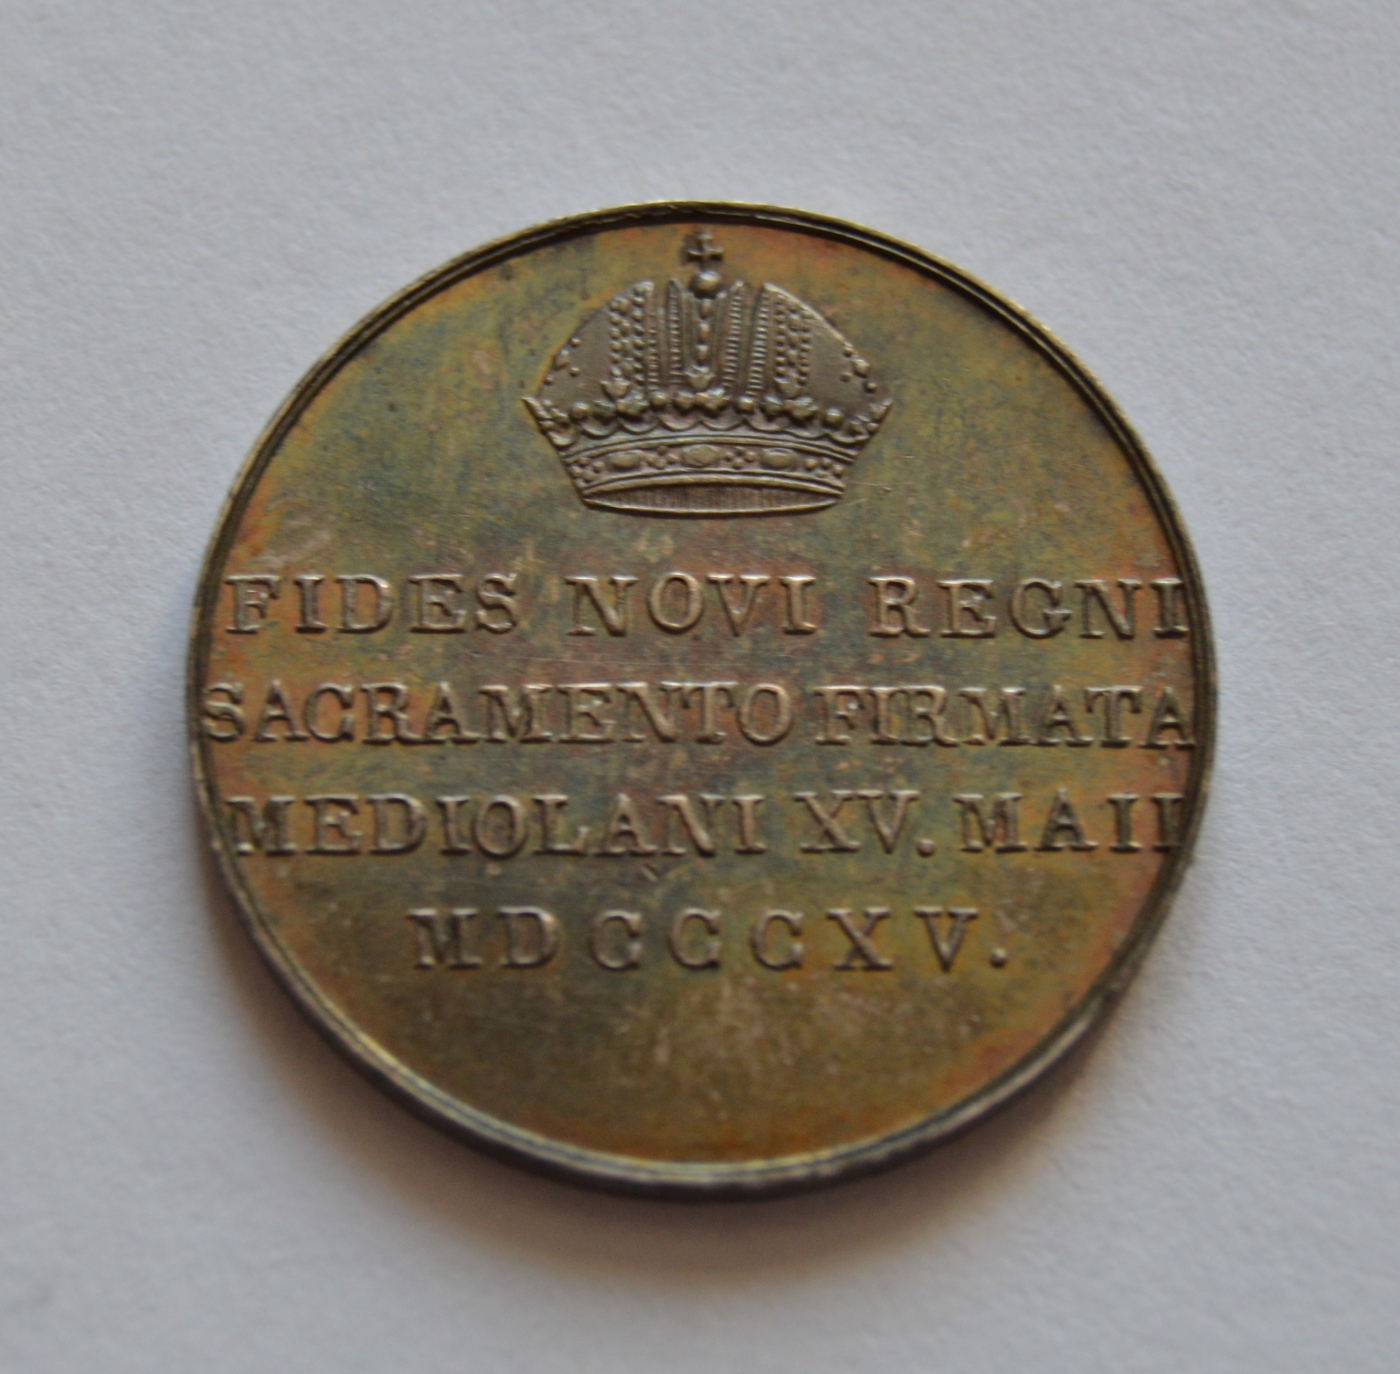 FIDES NOVI REGNI
SACRAMENTO FIRMATA
MEDIOLANI XV. MAII
MDCCCXV.